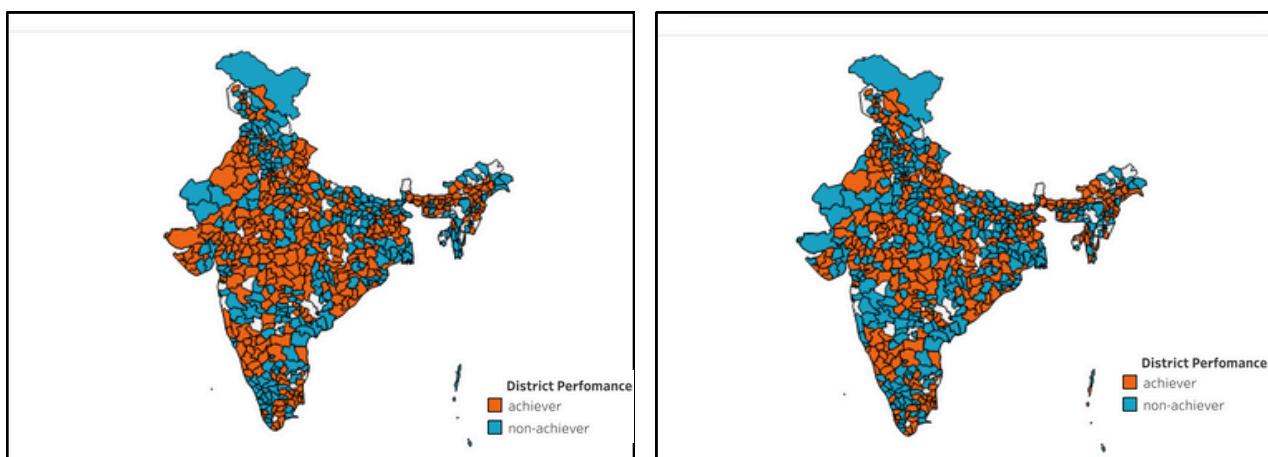 District Perfomance
achiever
non-achiever
District Perfomance
achiever
non-achiever